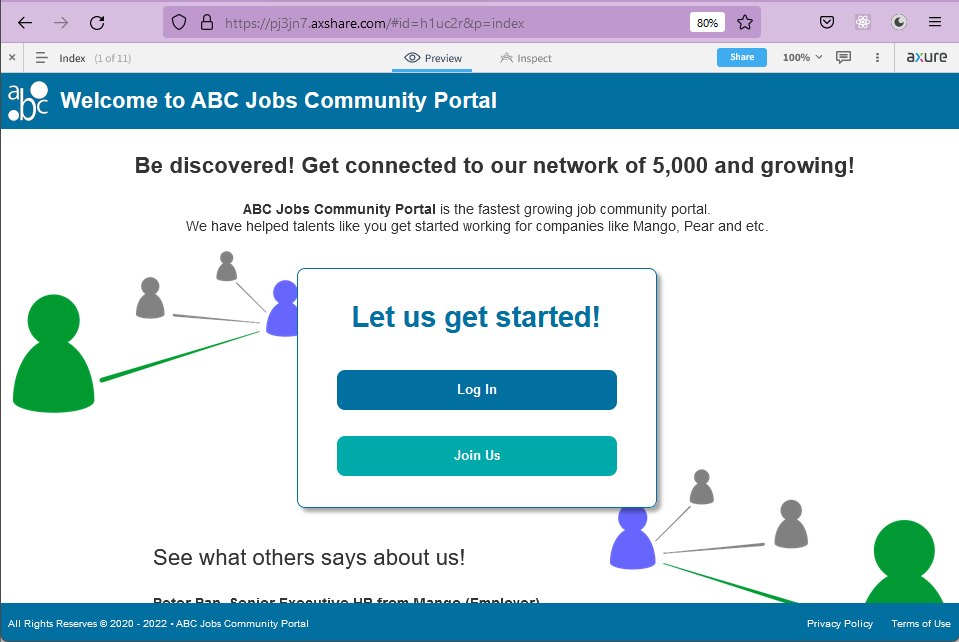 https://pj3jn7.axshare.com/#id=h1uc2r&p=index
80%
Index (1 of 11)
Preview
Inspect
Share
100%
axure
abc
Welcome to ABC Jobs Community Portal
Be discovered! Get connected to our network of 5,000 and growing!
ABC Jobs Community Portal is the fastest growing job community portal.
We have helped talents like you get started working for companies like Mango, Pear and etc.
Let us get started!
Log In
Join Us
See what others says about us!
Peter Pan, Senior Executive HR from Mango (Employer)
All Rights Reserves © 2020 - 2022 • ABC Jobs Community Portal
Privacy Policy
Terms of Use